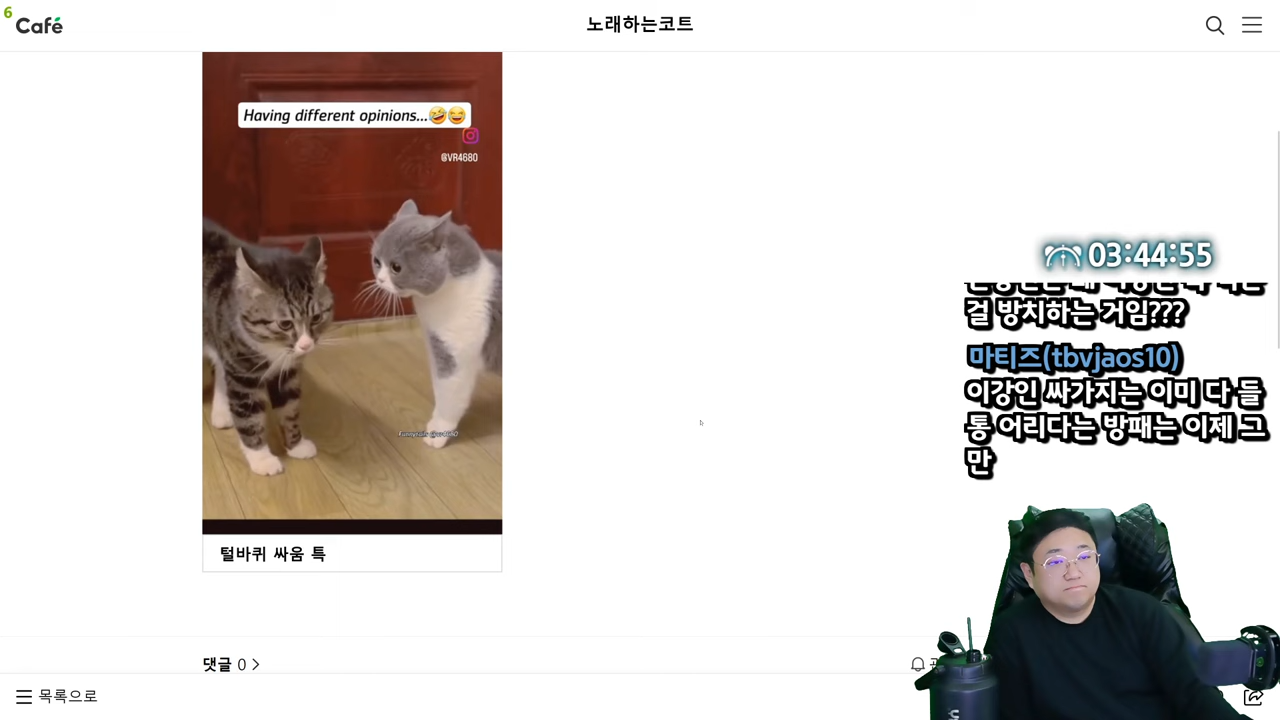 6
Café
노래하는코트
Having different opinions...🤣😂
@VR4680
03:44:55
걸 방치하는 거임???
마티즈(tbvjaos10)
이강인 싸가지는 이미 다 들
통 어리다는 방패는 이제 그
만
털바퀴 싸움 특
댓글 0
목록으로